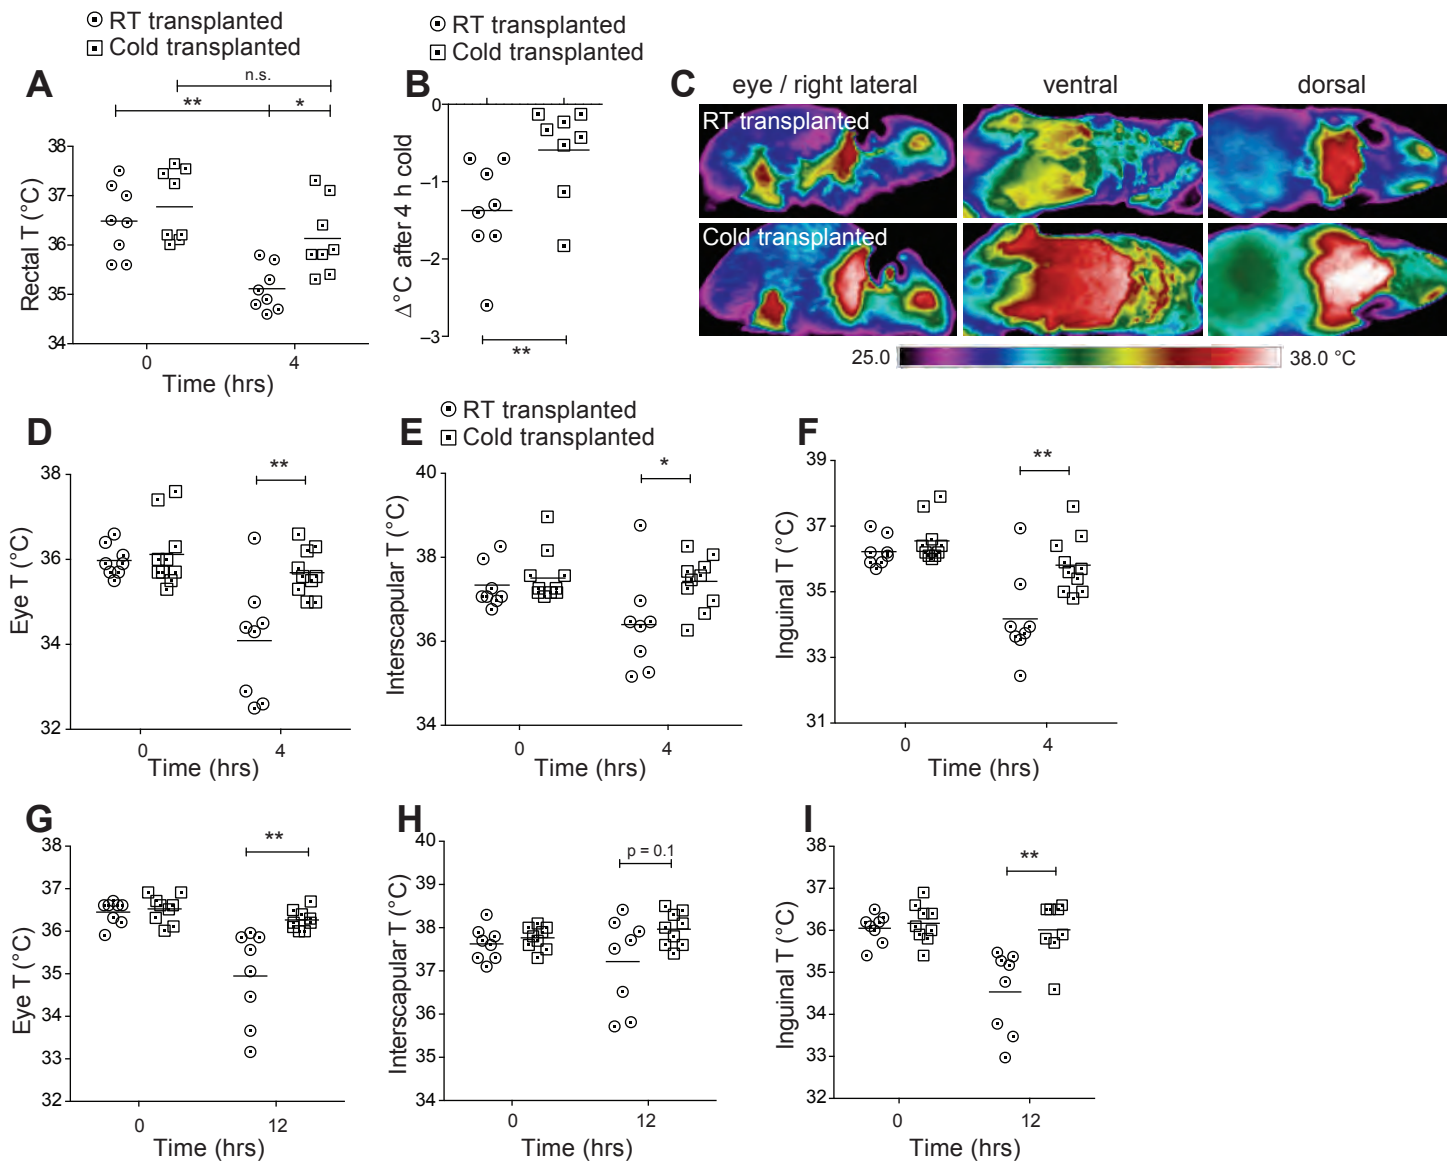 RT transplanted
Cold transplanted
A
n.s.
**
*
Rectal T (°C)
38
37
36
35
34
0
4
Time (hrs)
RT transplanted
Cold transplanted
B
Δ°C after 4 h cold
0
–1
–2
–3
**
C
eye / right lateral
ventral
dorsal
RT transplanted
Cold transplanted
25.0
38.0 °C
D
Eye T (°C)
38
36
34
32
**
0
4
Time (hrs)
RT transplanted
Cold transplanted
E
Interscapular T (°C)
40
38
36
34
*
0
4
Time (hrs)
F
Inguinal T (°C)
39
37
35
33
31
**
0
4
Time (hrs)
G
Eye T (°C)
38
37
36
35
34
33
32
**
0
12
Time (hrs)
H
Interscapular T (°C)
40
39
38
37
36
35
34
p = 0.1
0
12
Time (hrs)
I
Inguinal T (°C)
38
37
36
35
34
33
32
**
0
12
Time (hrs)